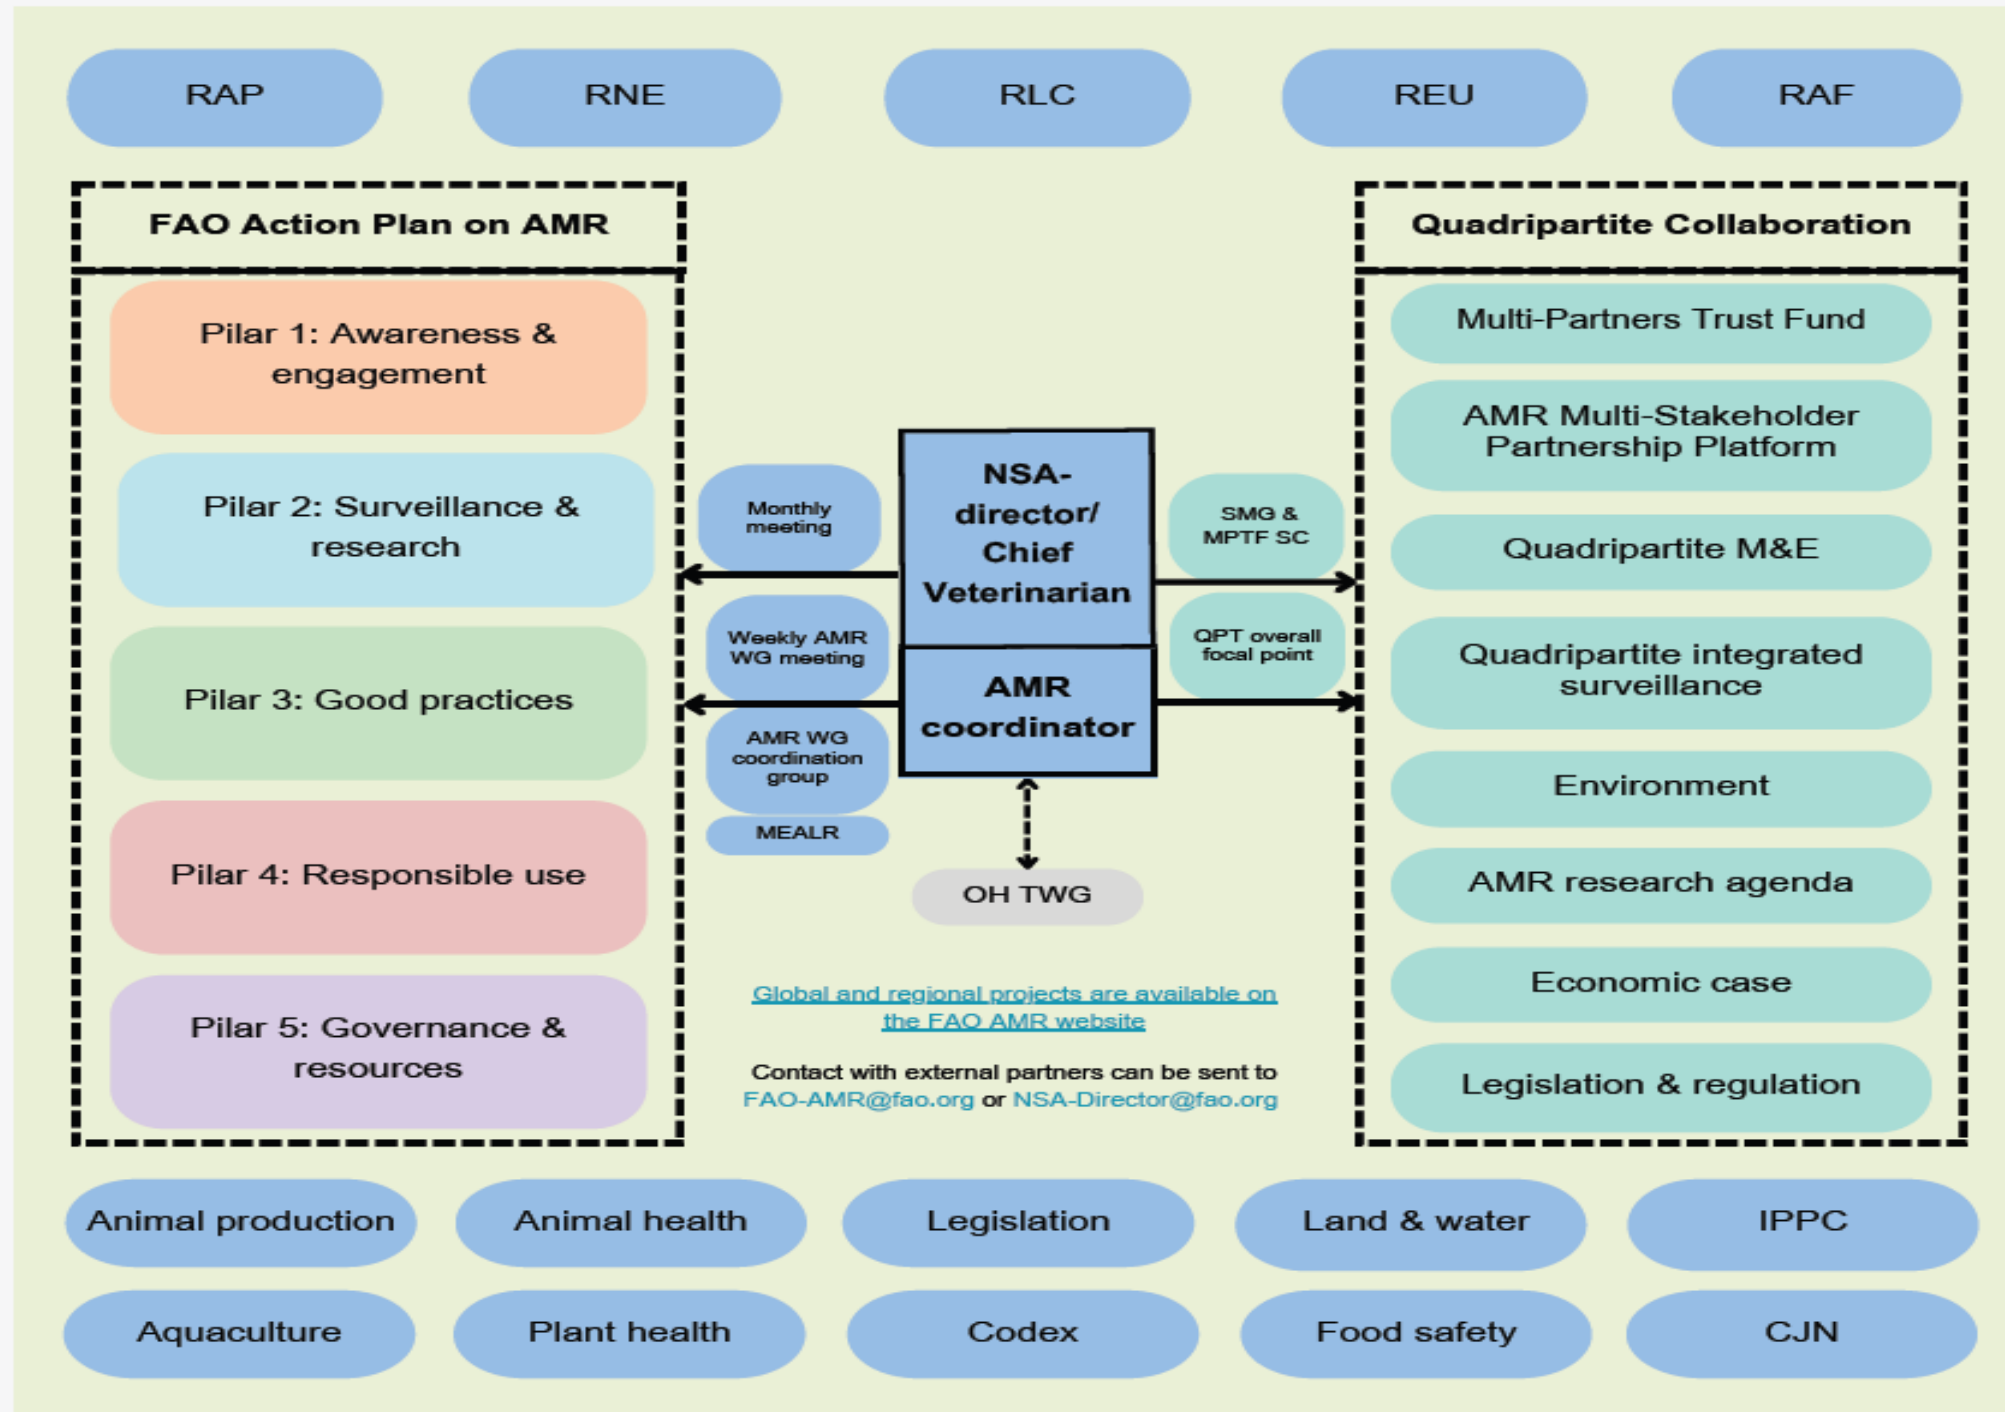 RAP
RNE
RLC
REU
RAF
FAO Action Plan on AMR
Pilar 1: Awareness &
engagement
Pilar 2: Surveillance &
research
Pilar 3: Good practices
Pilar 4: Responsible use
Pilar 5: Governance &
resources
Monthly
meeting
Weekly AMR
WG meeting
AMR WG
coordination
group
MEALR
NSA-
director/
Chief
Veterinarian
AMR
coordinator
OH TWG
SMG &
MPTF SC
QPT overall
focal point
Global and regional projects are available on
the FAO AMR website
Contact with external partners can be sent to
FAO-AMR@fao.org or NSA-Director@fao.org
Quadripartite Collaboration
Multi-Partners Trust Fund
AMR Multi-Stakeholder
Partnership Platform
Quadripartite M&E
Quadripartite integrated
surveillance
Environment
AMR research agenda
Economic case
Legislation & regulation
Animal production
Animal health
Legislation
Land & water
IPPC
Aquaculture
Plant health
Codex
Food safety
CJN